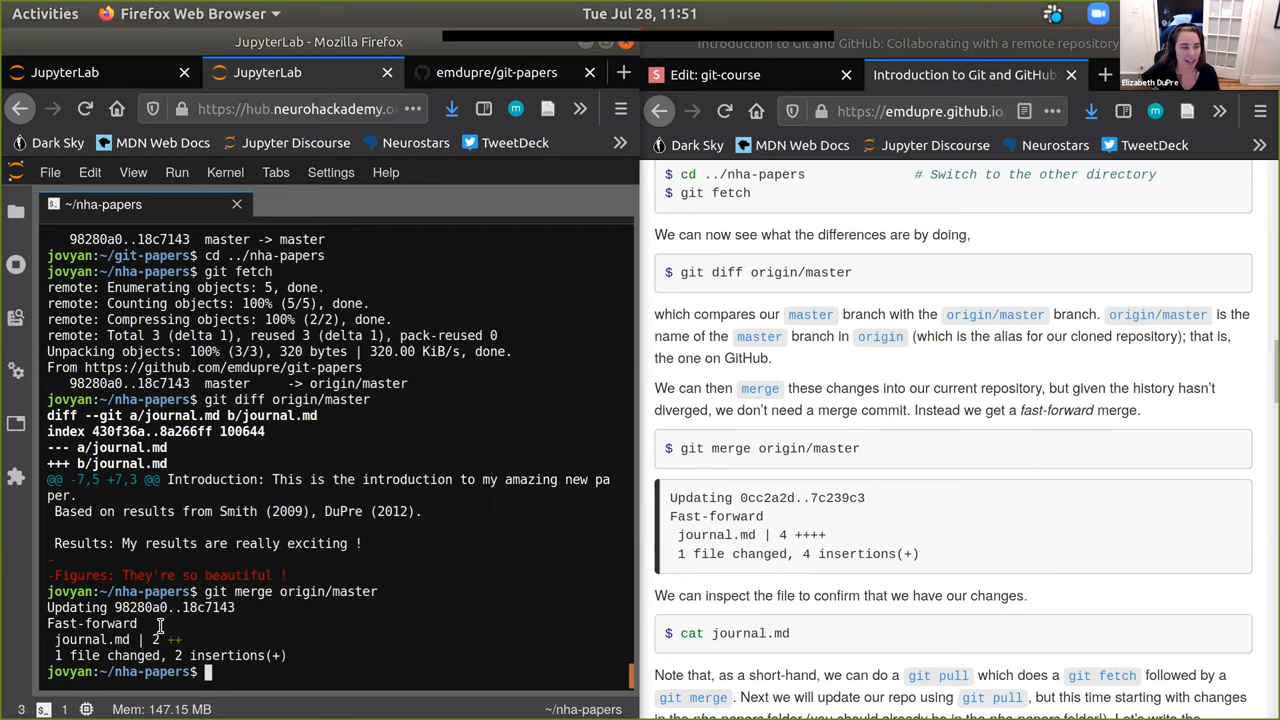 Activities Firefox Web Browser Tue Jul 28, 11:51
JupyterLab - Mozilla Firefox
JupyterLab JupyterLab emdupre/git-papers
https://hub.neurohackademy.o
Dark Sky MDN Web Docs Jupyter Discourse Neurostars TweetDeck
File Edit View Run Kernel Tabs Settings Help
~/nha-papers
98280a0..18c7143 master -> master
jovyan:~/git-papers$ cd ../nha-papers
jovyan:~/nha-papers$ git fetch
remote: Enumerating objects: 5, done.
remote: Counting objects: 100% (5/5), done.
remote: Compressing objects: 100% (2/2), done.
remote: Total 3 (delta 1), reused 3 (delta 1), pack-reused 0
Unpacking objects: 100% (3/3), 320 bytes | 320.00 KiB/s, done.
From https://github.com/emdupre/git-papers
98280a0..18c7143 master -> origin/master
jovyan:~/nha-papers$ git diff origin/master
diff --git a/journal.md b/journal.md
index 430f36a..8a266ff 100644
--- a/journal.md
+++ b/journal.md
@@ -7,5 +7,3 @@ Introduction: This is the introduction to my amazing new pa
per.
Based on results from Smith (2009), DuPre (2012).
Results: My results are really exciting !
-
-Figures: They're so beautiful !
jovyan:~/nha-papers$ git merge origin/master
Updating 98280a0..18c7143
Fast-forward
journal.md | 2 ++
1 file changed, 2 insertions(+)
jovyan:~/nha-papers$
3 1 Mem: 147.15 MB ~/nha-papers
Introduction to Git and GitHub: Collaborating with a remote repository
Elizabeth DuPre
Edit: git-course Introduction to Git and GitHub:
https://emdupre.github.io
Dark Sky MDN Web Docs Jupyter Discourse Neurostars TweetDeck
$ cd ../nha-papers # Switch to the other directory
$ git fetch
We can now see what the differences are by doing,
$ git diff origin/master
which compares our master branch with the origin/master branch. origin/master is the
name of the master branch in origin (which is the alias for our cloned repository); that is,
the one on GitHub.
We can then merge these changes into our current repository, but given the history hasn't
diverged, we don't need a merge commit. Instead we get a fast-forward merge.
$ git merge origin/master
Updating 0cc2a2d..7c239c3
Fast-forward
journal.md | 4 ++++
1 file changed, 4 insertions(+)
We can inspect the file to confirm that we have our changes.
$ cat journal.md
Note that, as a short-hand, we can do a git pull which does a git fetch followed by a
git merge. Next we will update our repo using git pull, but this time starting with changes